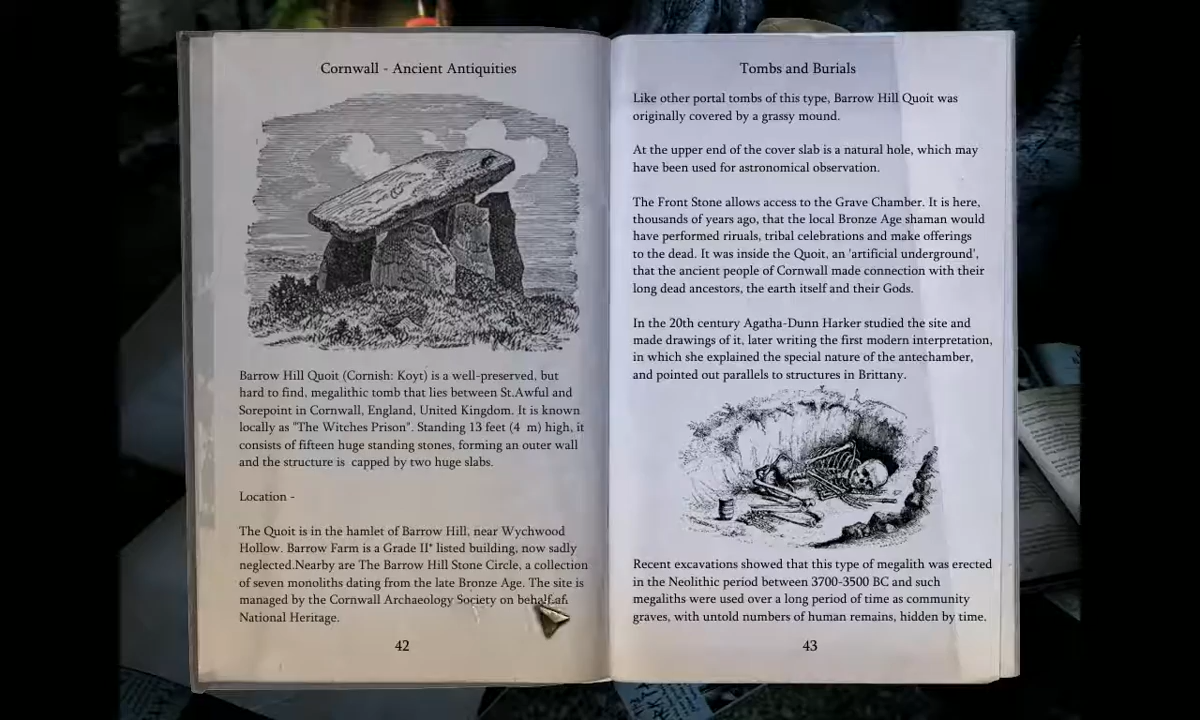 Cornwall - Ancient Antiquities
Barrow Hill Quoit (Cornish: Koyt) is a well-preserved, but
hard to find, megalithic tomb that lies between St.Awful and
Sorepoint in Cornwall, England, United Kingdom. It is known
locally as "The Witches Prison". Standing 13 feet (4 m) high, it
consists of fifteen huge standing stones, forming an outer wall
and the structure is capped by two huge slabs.
Location -
The Quoit is in the hamlet of Barrow Hill, near Wychwood
Hollow. Barrow Farm is a Grade II* listed building, now sadly
neglected.Nearby are The Barrow Hill Stone Circle, a collection
of seven monoliths dating from the late Bronze Age. The site is
managed by the Cornwall Archaeology Society on behalf of
National Heritage.
42
Tombs and Burials
Like other portal tombs of this type, Barrow Hill Quoit was
originally covered by a grassy mound.
At the upper end of the cover slab is a natural hole, which may
have been used for astronomical observation.
The Front Stone allows access to the Grave Chamber. It is here,
thousands of years ago, that the local Bronze Age shaman would
have performed riruals, tribal celebrations and make offerings
to the dead. It was inside the Quoit, an 'artificial underground',
that the ancient people of Cornwall made connection with their
long dead ancestors, the earth itself and their Gods.
In the 20th century Agatha-Dunn Harker studied the site and
made drawings of it, later writing the first modern interpretation,
in which she explained the special nature of the antechamber,
and pointed out parallels to structures in Brittany.
Recent excavations showed that this type of megalith was erected
in the Neolithic period between 3700-3500 BC and such
megaliths were used over a long period of time as community
graves, with untold numbers of human remains, hidden by time.
43